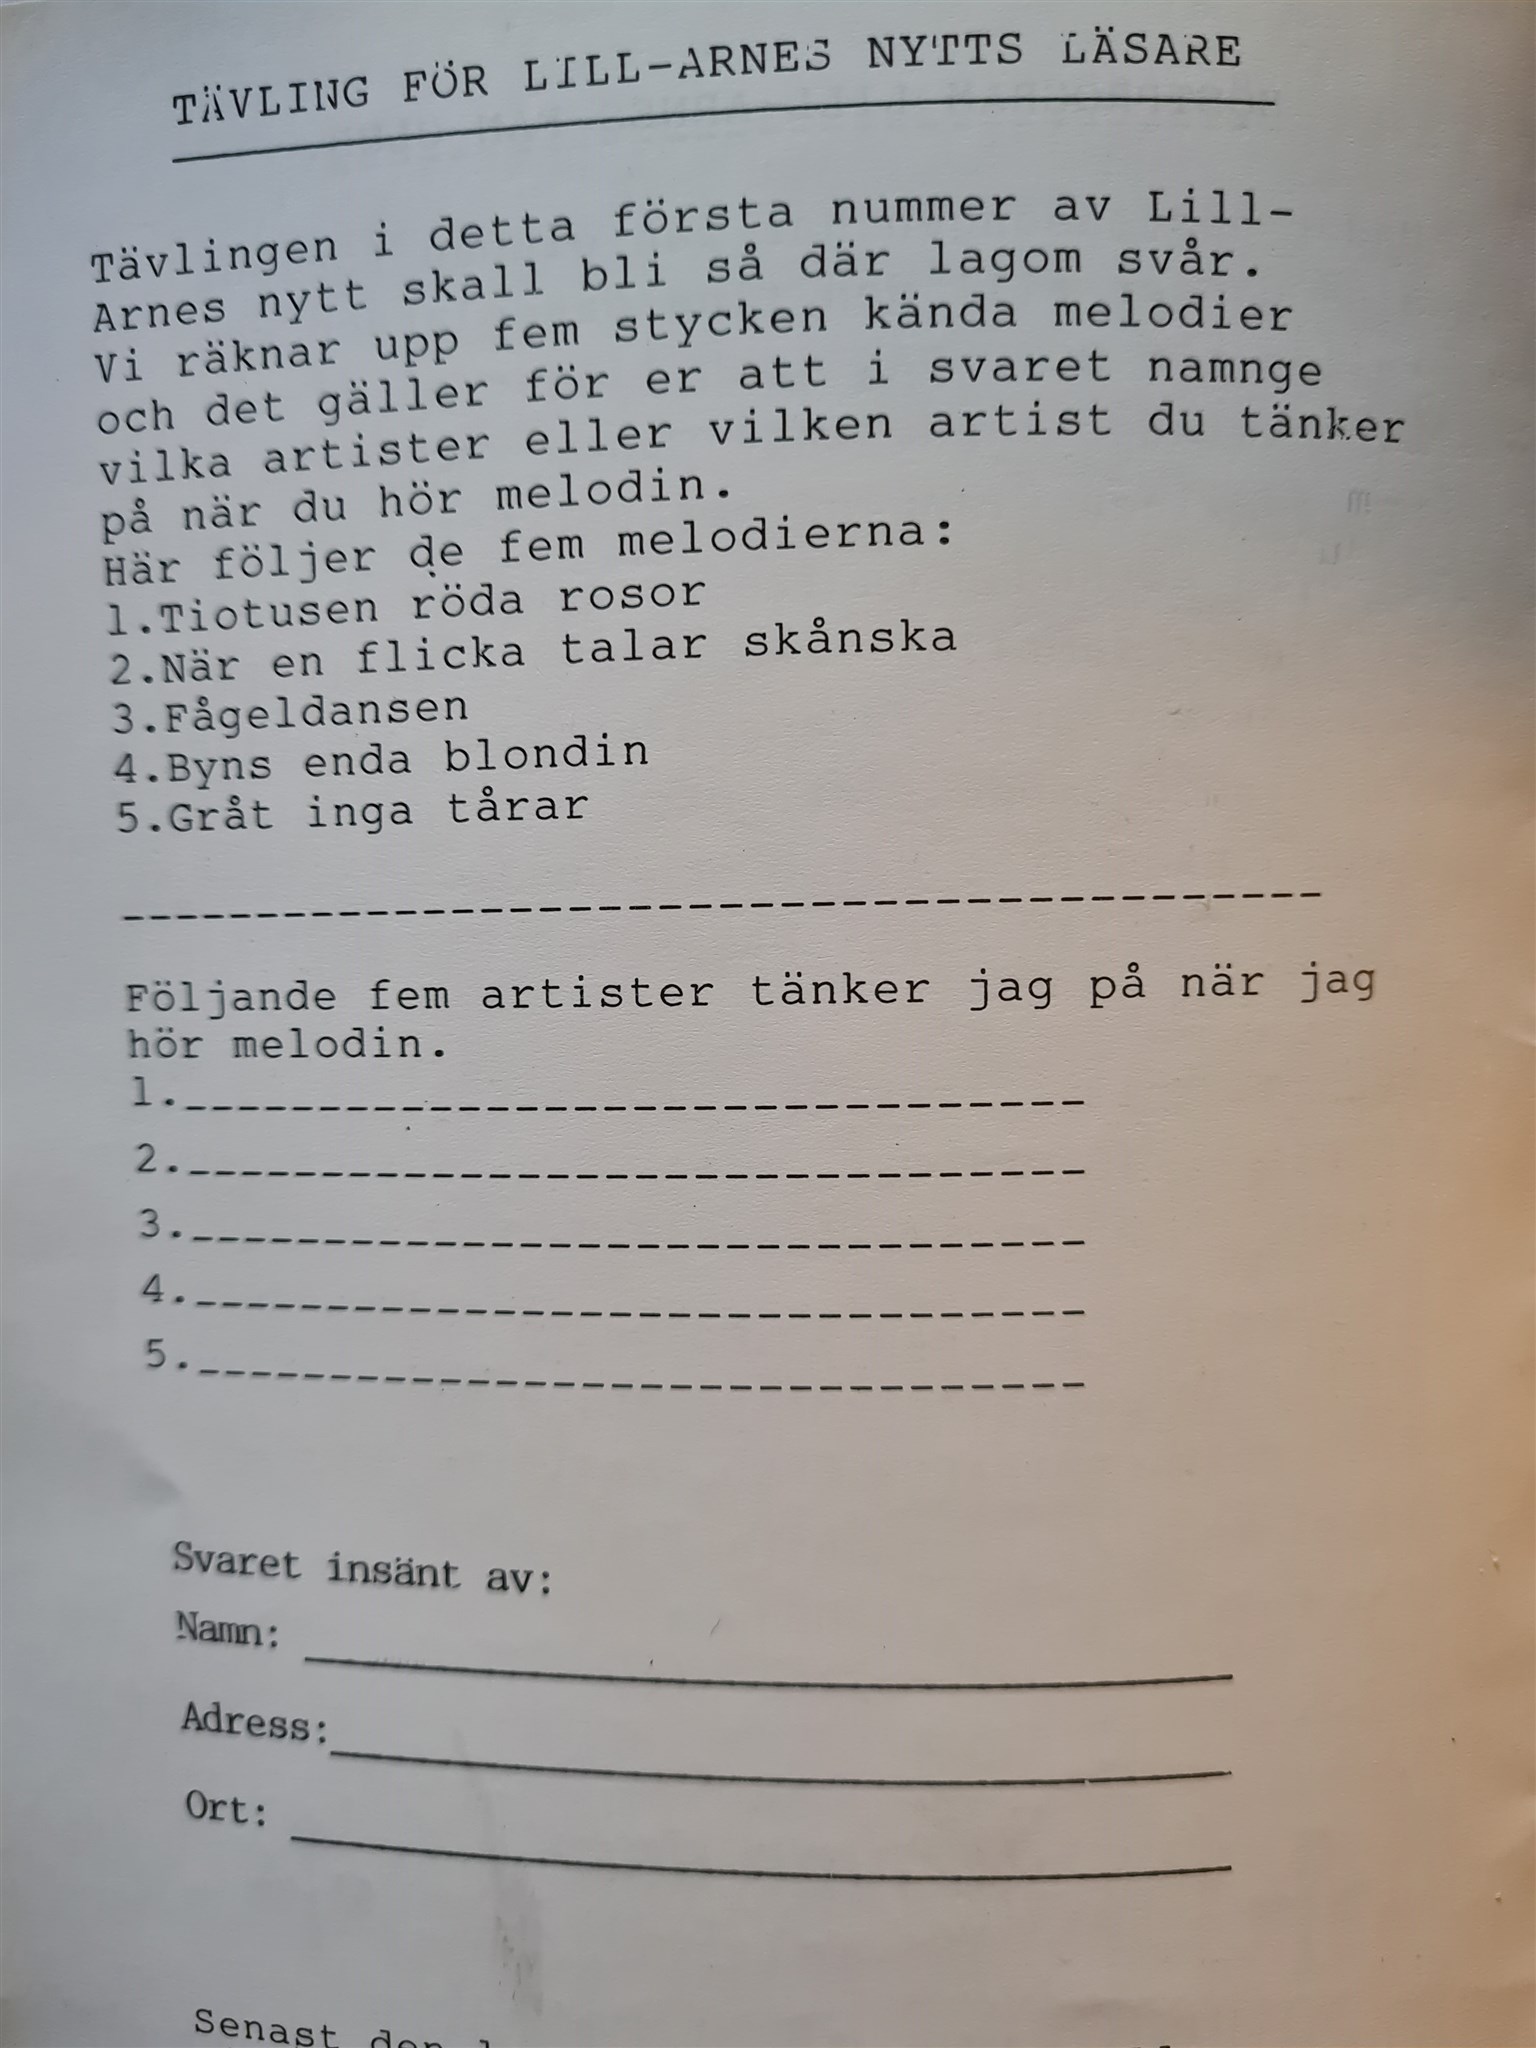 TÄVLING FÖR LILL-ARNES NYTTS LÄSARE
Tävlingen i detta första nummer av Lill-
Arnes nytt skall bli så där lagom svår.
Vi räknar upp fem stycken kända melodier
och det gäller för er att i svaret namnge
vilka artister eller vilken artist du tänker
på när du hör melodin.
Här följer de fem melodierna:
1.Tiotusen röda rosor
2.När en flicka talar skånska
3.Fågeldansen
4.Byns enda blondin
5.Gråt inga tårar
Följande fem artister tänker jag på när jag
hör melodin.
1.
2.
3.
4.
5.
Svaret insänt av:
Namn:
Adress:
Ort:
Senast den